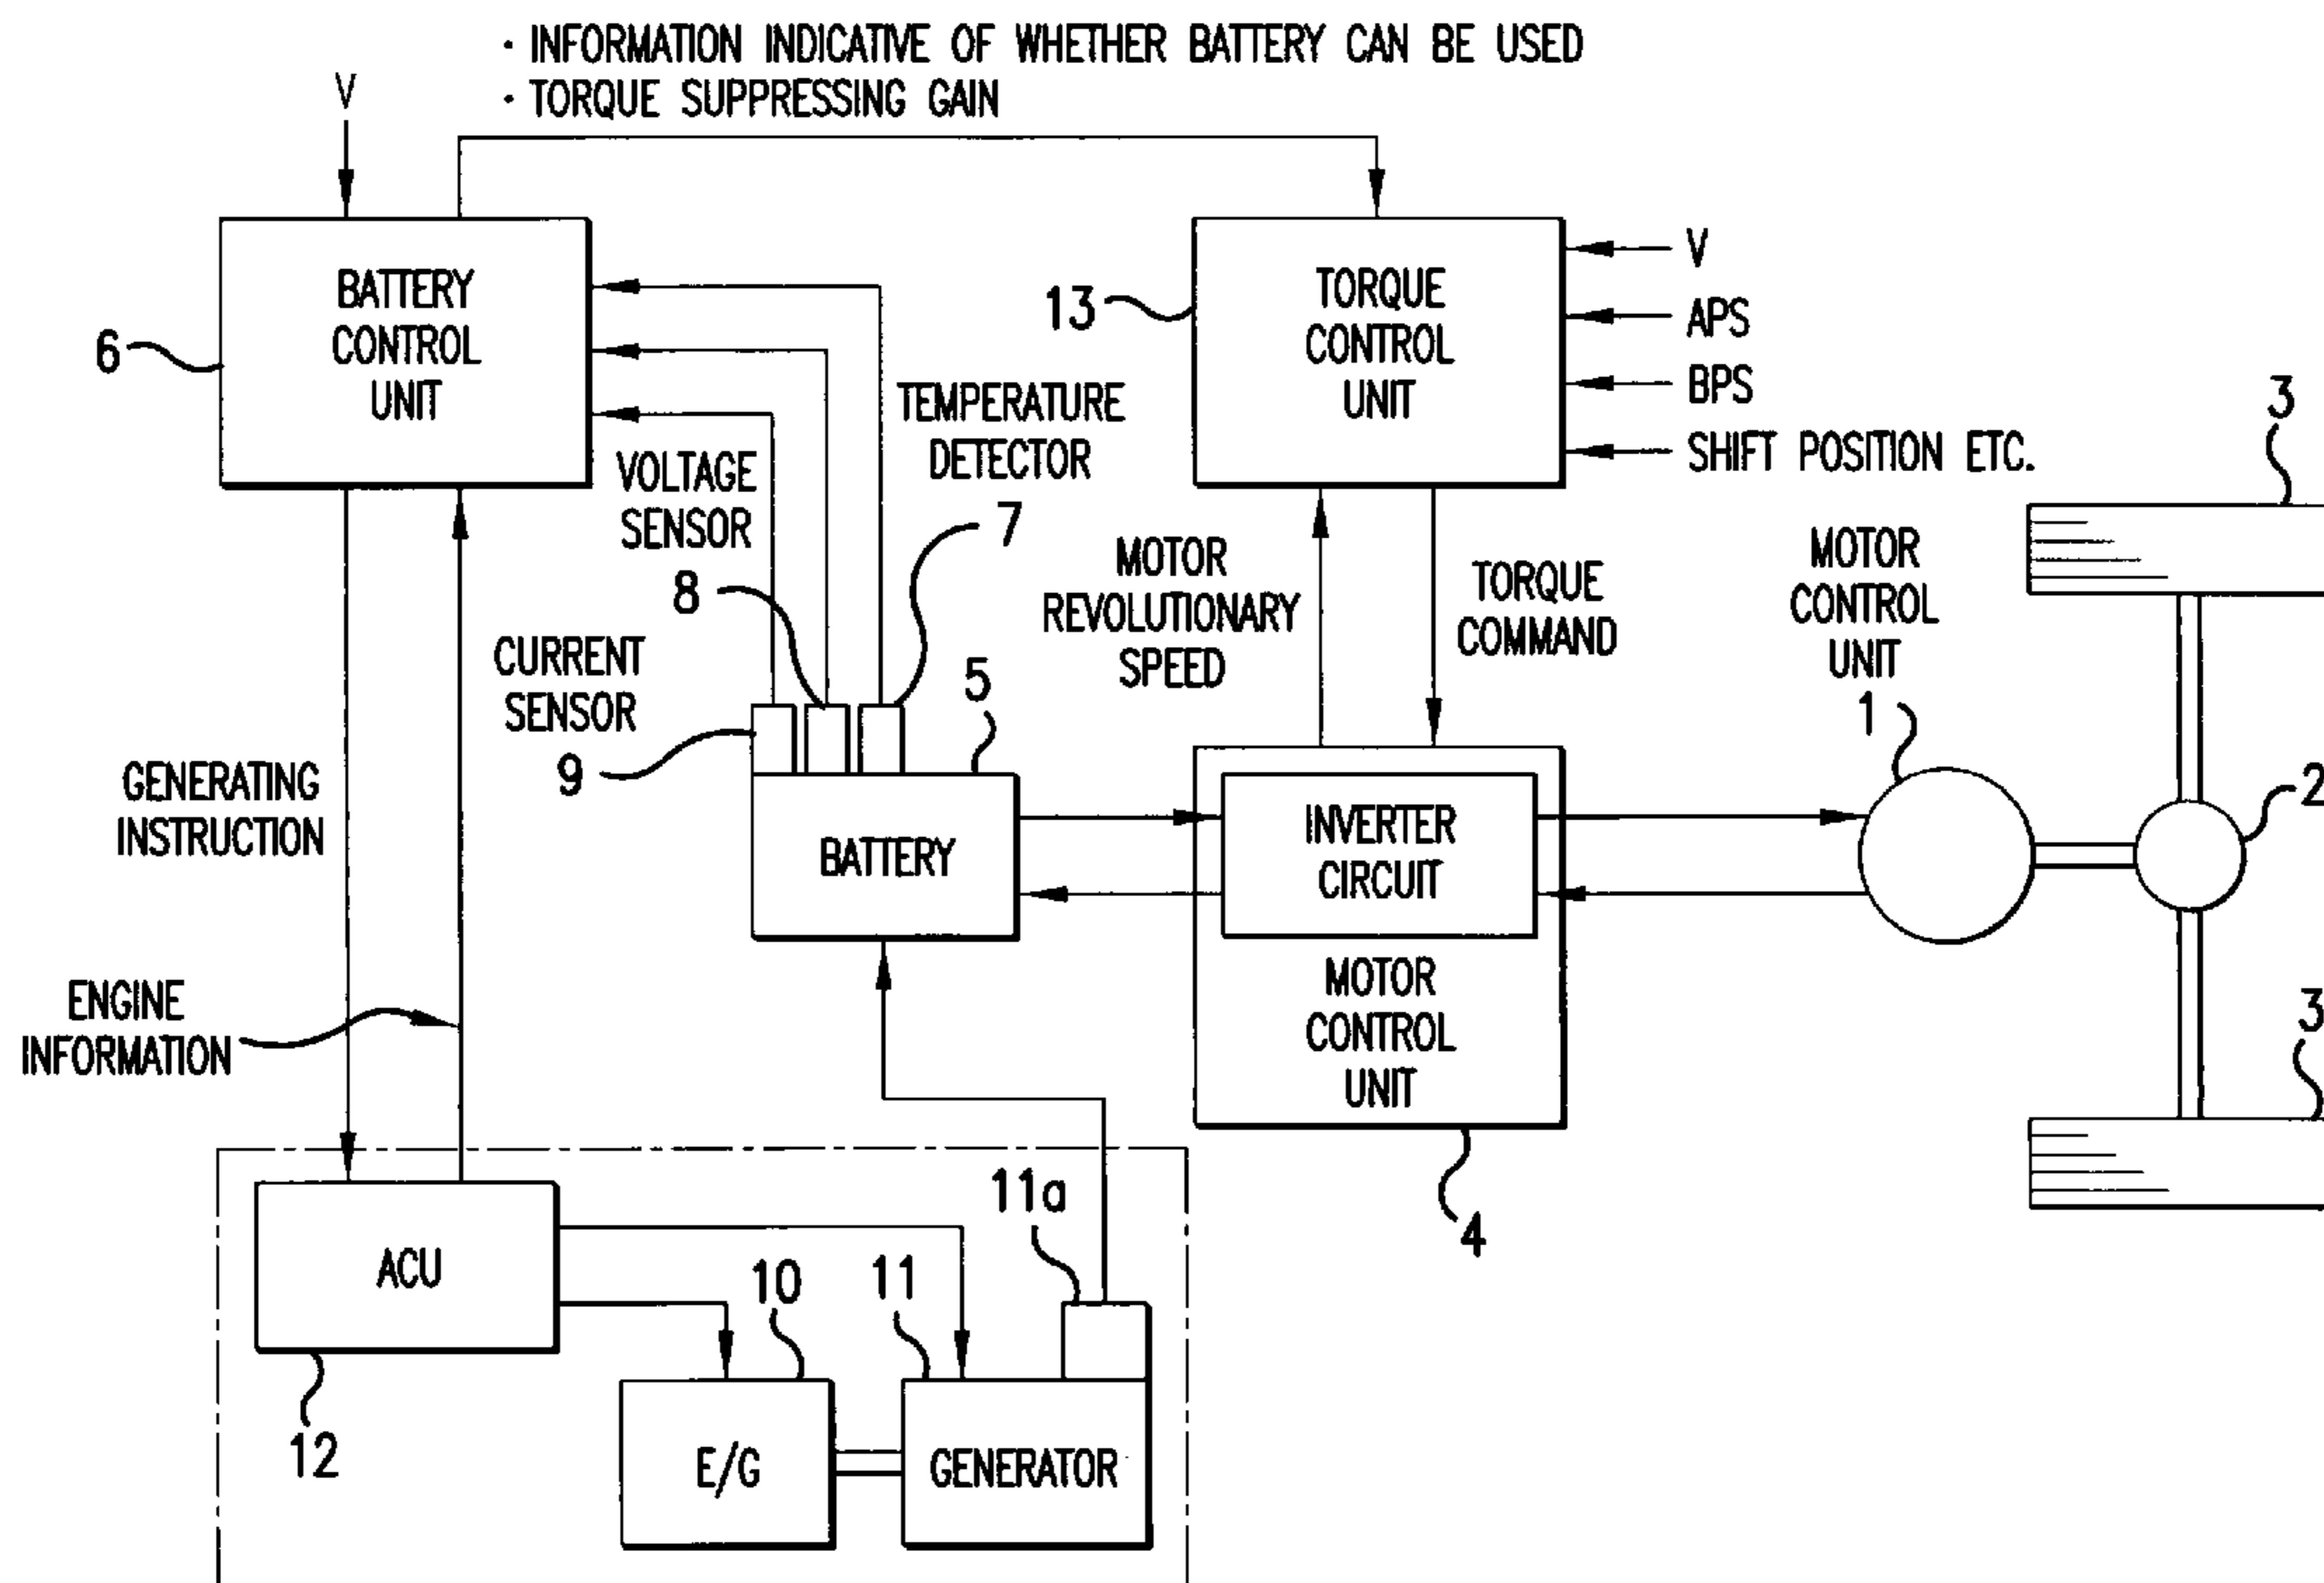 · INFORMATION INDICATIVE OF WHETHER BATTERY CAN BE USED
· TORQUE SUPPRESSING GAIN
V
BATTERY
CONTROL
UNIT
6
TORQUE
CONTROL
UNIT
13
V
APS
BPS
SHIFT POSITION ETC.
TEMPERATURE
DETECTOR
7
VOLTAGE
SENSOR
8
CURRENT
SENSOR
9
5
BATTERY
MOTOR
REVOLUTIONARY
SPEED
TORQUE
COMMAND
MOTOR
CONTROL
UNIT
1
3
2
3
INVERTER
CIRCUIT
MOTOR
CONTROL
UNIT
4
GENERATING
INSTRUCTION
ENGINE
INFORMATION
ACU
12
10
E/G
11
11a
GENERATOR